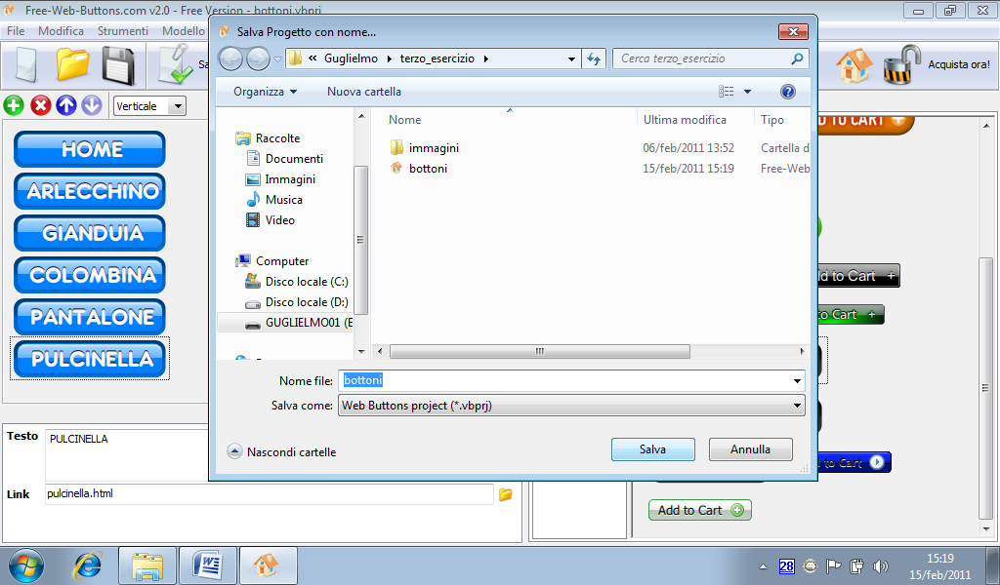 Free-Web-Buttons.com v2.0 - Free Version - bottoni.vbprj
File Modifica Strumenti Modello
Salva Progetto con nome...
« Guglielmo terzo_esercizio
Cerca terzo_esercizio
Sa
Acquista ora!
Organizza
Nuova cartella
Verticale
Nome
Ultima modifica
Tipo
immagini 06/feb/2011 13:52 Cartella d
bottoni 15/feb/2011 15:19 Free-Web
Raccolte
Documenti
Immagini
Musica
Video
Computer
Disco locale (C:)
Disco locale (D:)
GUGLIELMO01 (E
HOME
ARLECCHINO
GIANDUIA
COLOMBINA
PANTALONE
PULCINELLA
Nome file: bottoni
Salva come: Web Buttons project (*.vbprj)
Nascondi cartelle
Salva
Annulla
D TO CART
dd to Cart +
to Cart +
to Cart
Add to Cart
Testo PULCINELLA
Link pulcinella.html
28
15:19
15/feb/2011